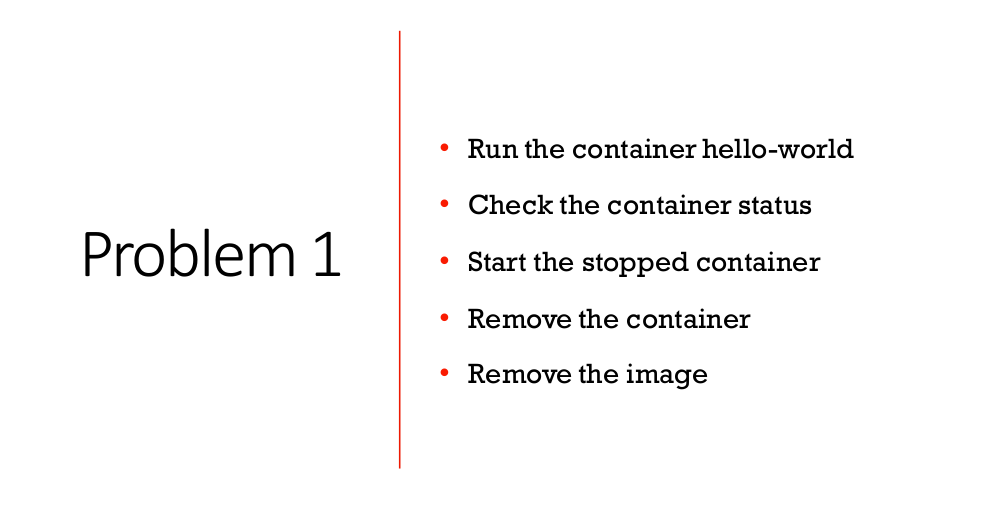 Problem 1
• Run the container hello-world
• Check the container status
• Start the stopped container
• Remove the container
• Remove the image